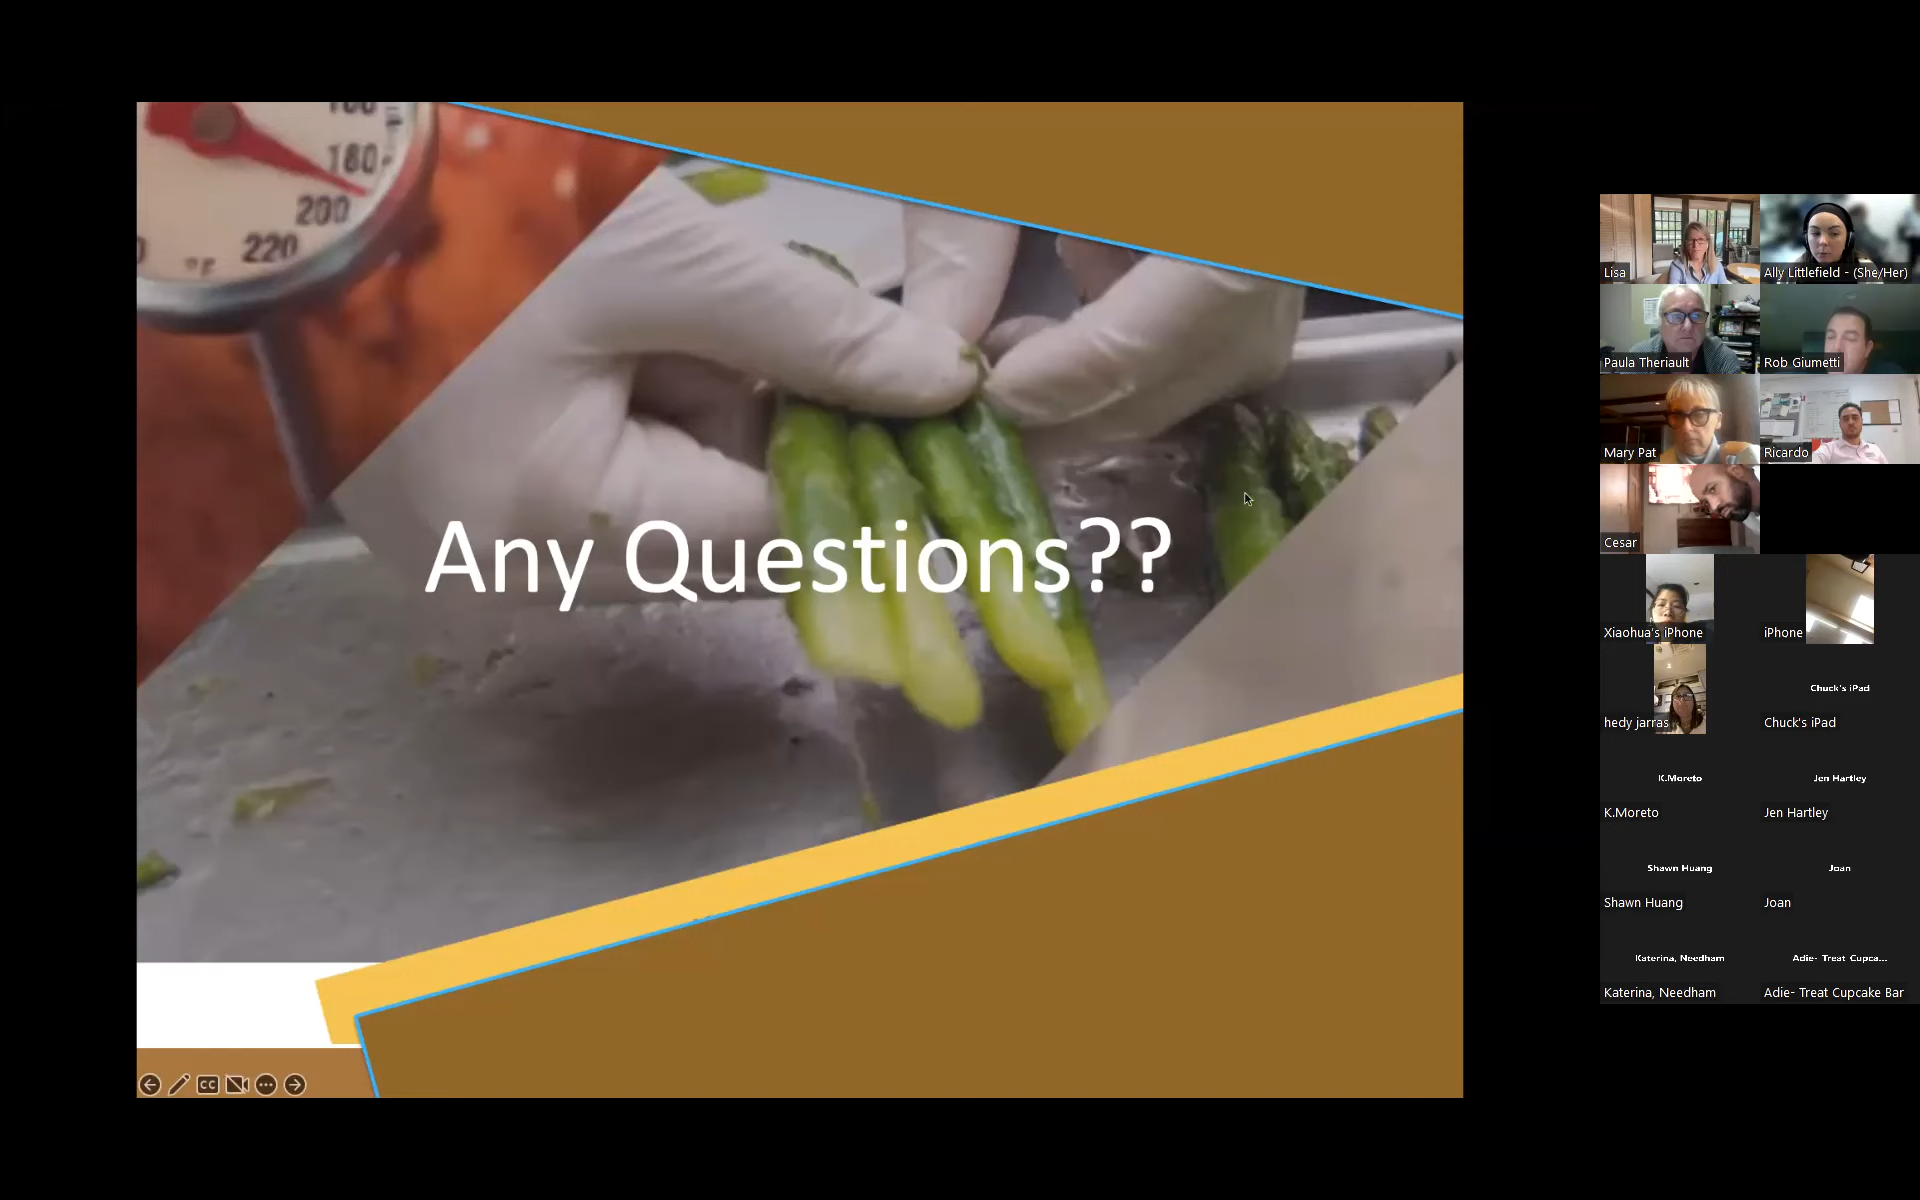 180
200
220
°F
Any Questions??
CC
Lisa
Ally Littlefield - (She/Her)
Paula Theriault
Rob Giumetti
Mary Pat
Ricardo
Cesar
Xiaohua's iPhone
iPhone
hedy jarras
Chuck's iPad
Chuck's iPad
K.Moreto
Jen Hartley
K.Moreto
Jen Hartley
Shawn Huang
Joan
Shawn Huang
Joan
Katerina, Needham
Adie- Treat Cupca...
Katerina, Needham
Adie- Treat Cupcake Bar